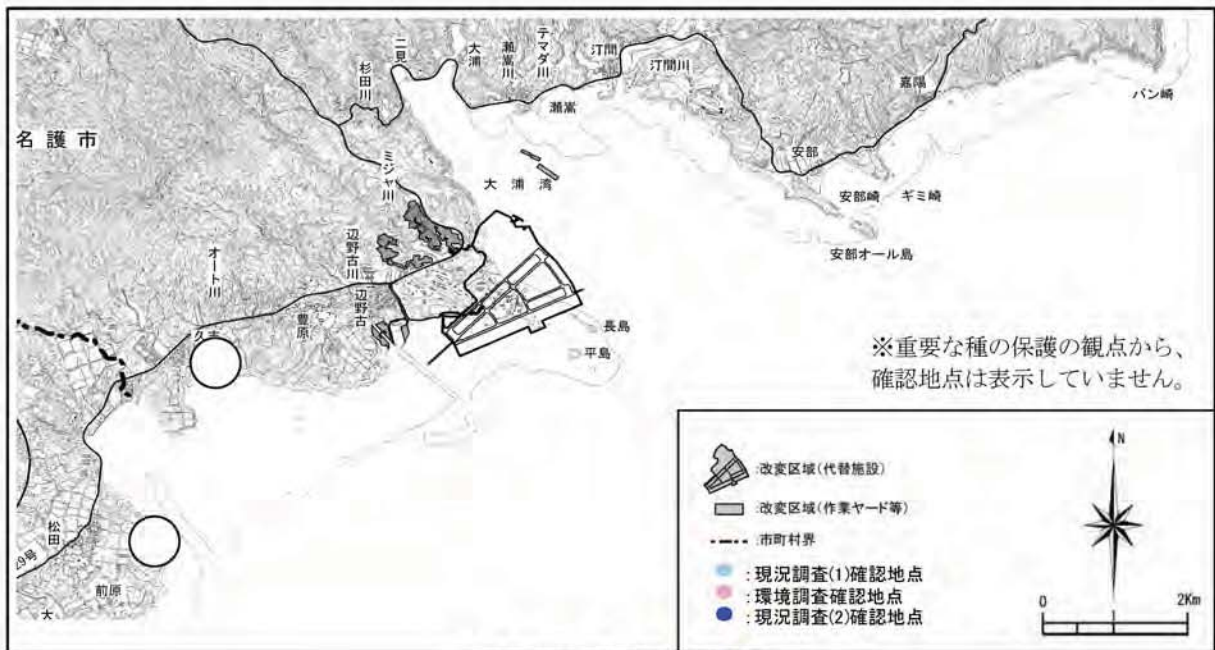 二見
大浦
瀬嵩川
テマダ川
汀間
汀間川
杉田川
嘉陽
バン崎
瀬嵩
名護市
安部
ミジャ川
大浦湾
安部崎
ギミ崎
安部オール島
オート川
辺野古川
辺野古
豊原
久志
長島
平島
※重要な種の保護の観点から、
確認地点は表示していません。
:改変区域(代替施設)
:改変区域(作業ヤード等)
:市町村界
:現況調査(1)確認地点
:環境調査確認地点
:現況調査(2)確認地点
N
0 2Km
松田
29号
前原